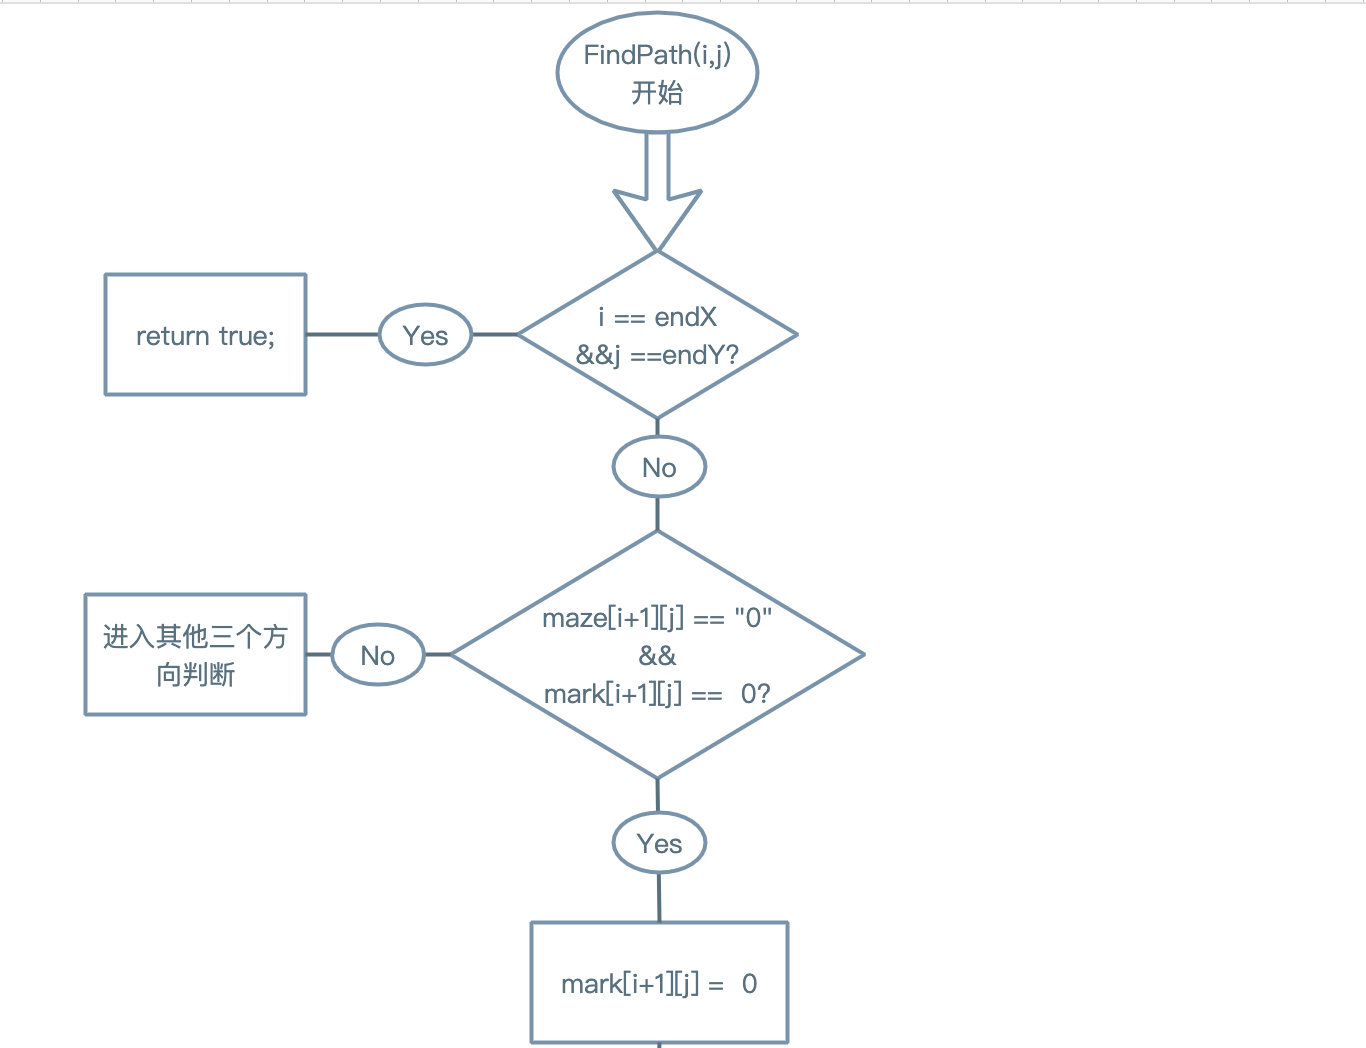 FindPath(i,j)
开始
i == endX
&&j ==endY?
Yes
return true;
No
maze[i+1][j] == "0"
&&
mark[i+1][j] ==  0?
No
进入其他三个方
向判断
Yes
mark[i+1][j] =  0